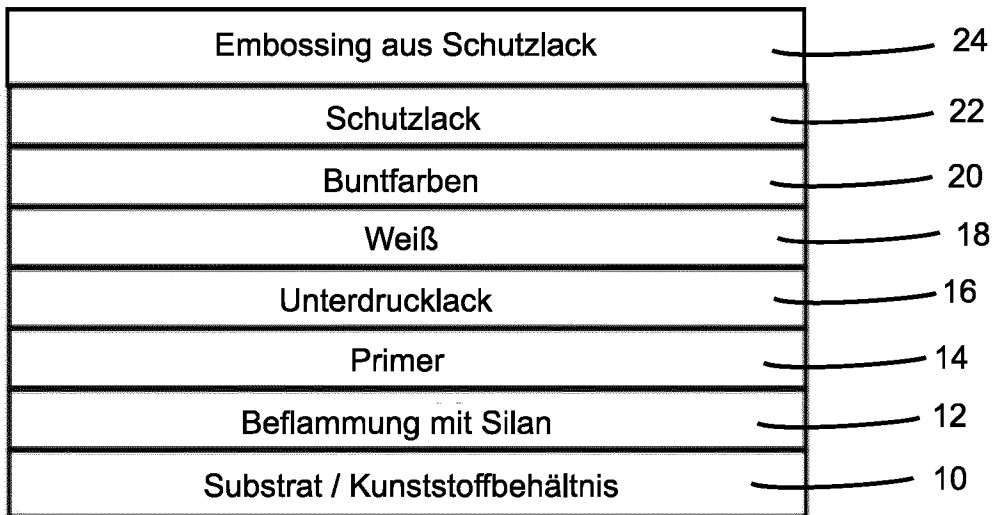 Embossing aus Schutzlack 24
Schutzlack 22
Buntfarben 20
Weiß 18
Unterdrucklack 16
Primer 14
Beflammung mit Silan 12
Substrat / Kunststoffbehältnis 10